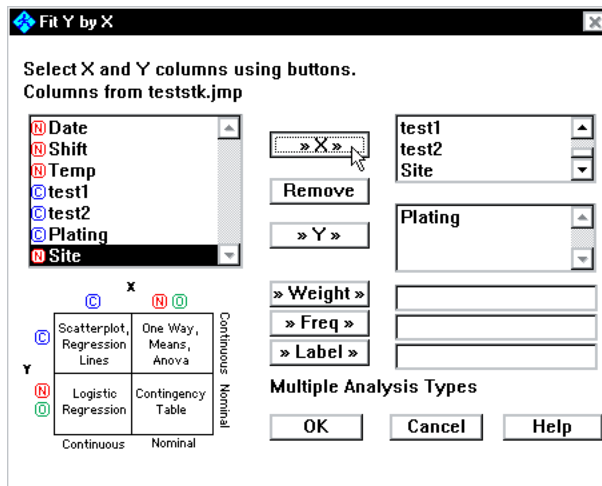 Fit Y by X
Select X and Y columns using buttons.
Columns from teststk.jmp
N Date
N Shift
N Temp
C test1
C test2
C Plating
N Site
» X »
Remove
» Y »
test1
test2
Site
Plating
» Weight »
» Freq »
» Label »
Multiple Analysis Types
OK
Cancel
Help
X
C
N O
C
Scatterplot,
Regression
Lines
One Way,
Means,
Anova
Continuous
Y
N
O
Logistic
Regression
Contingency
Table
Nominal
Continuous
Nominal